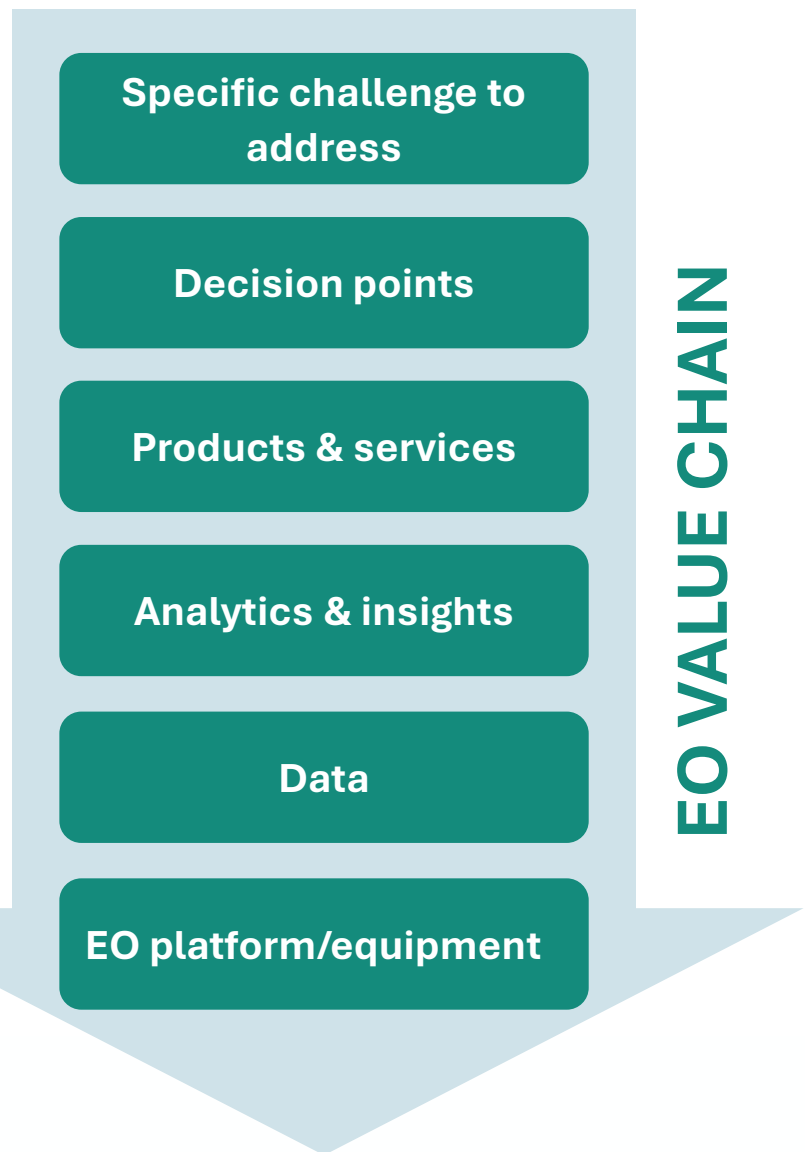 Specific challenge to
address
Decision points
Products & services
Analytics & insights
Data
EO platform/equipment
EO VALUE CHAIN